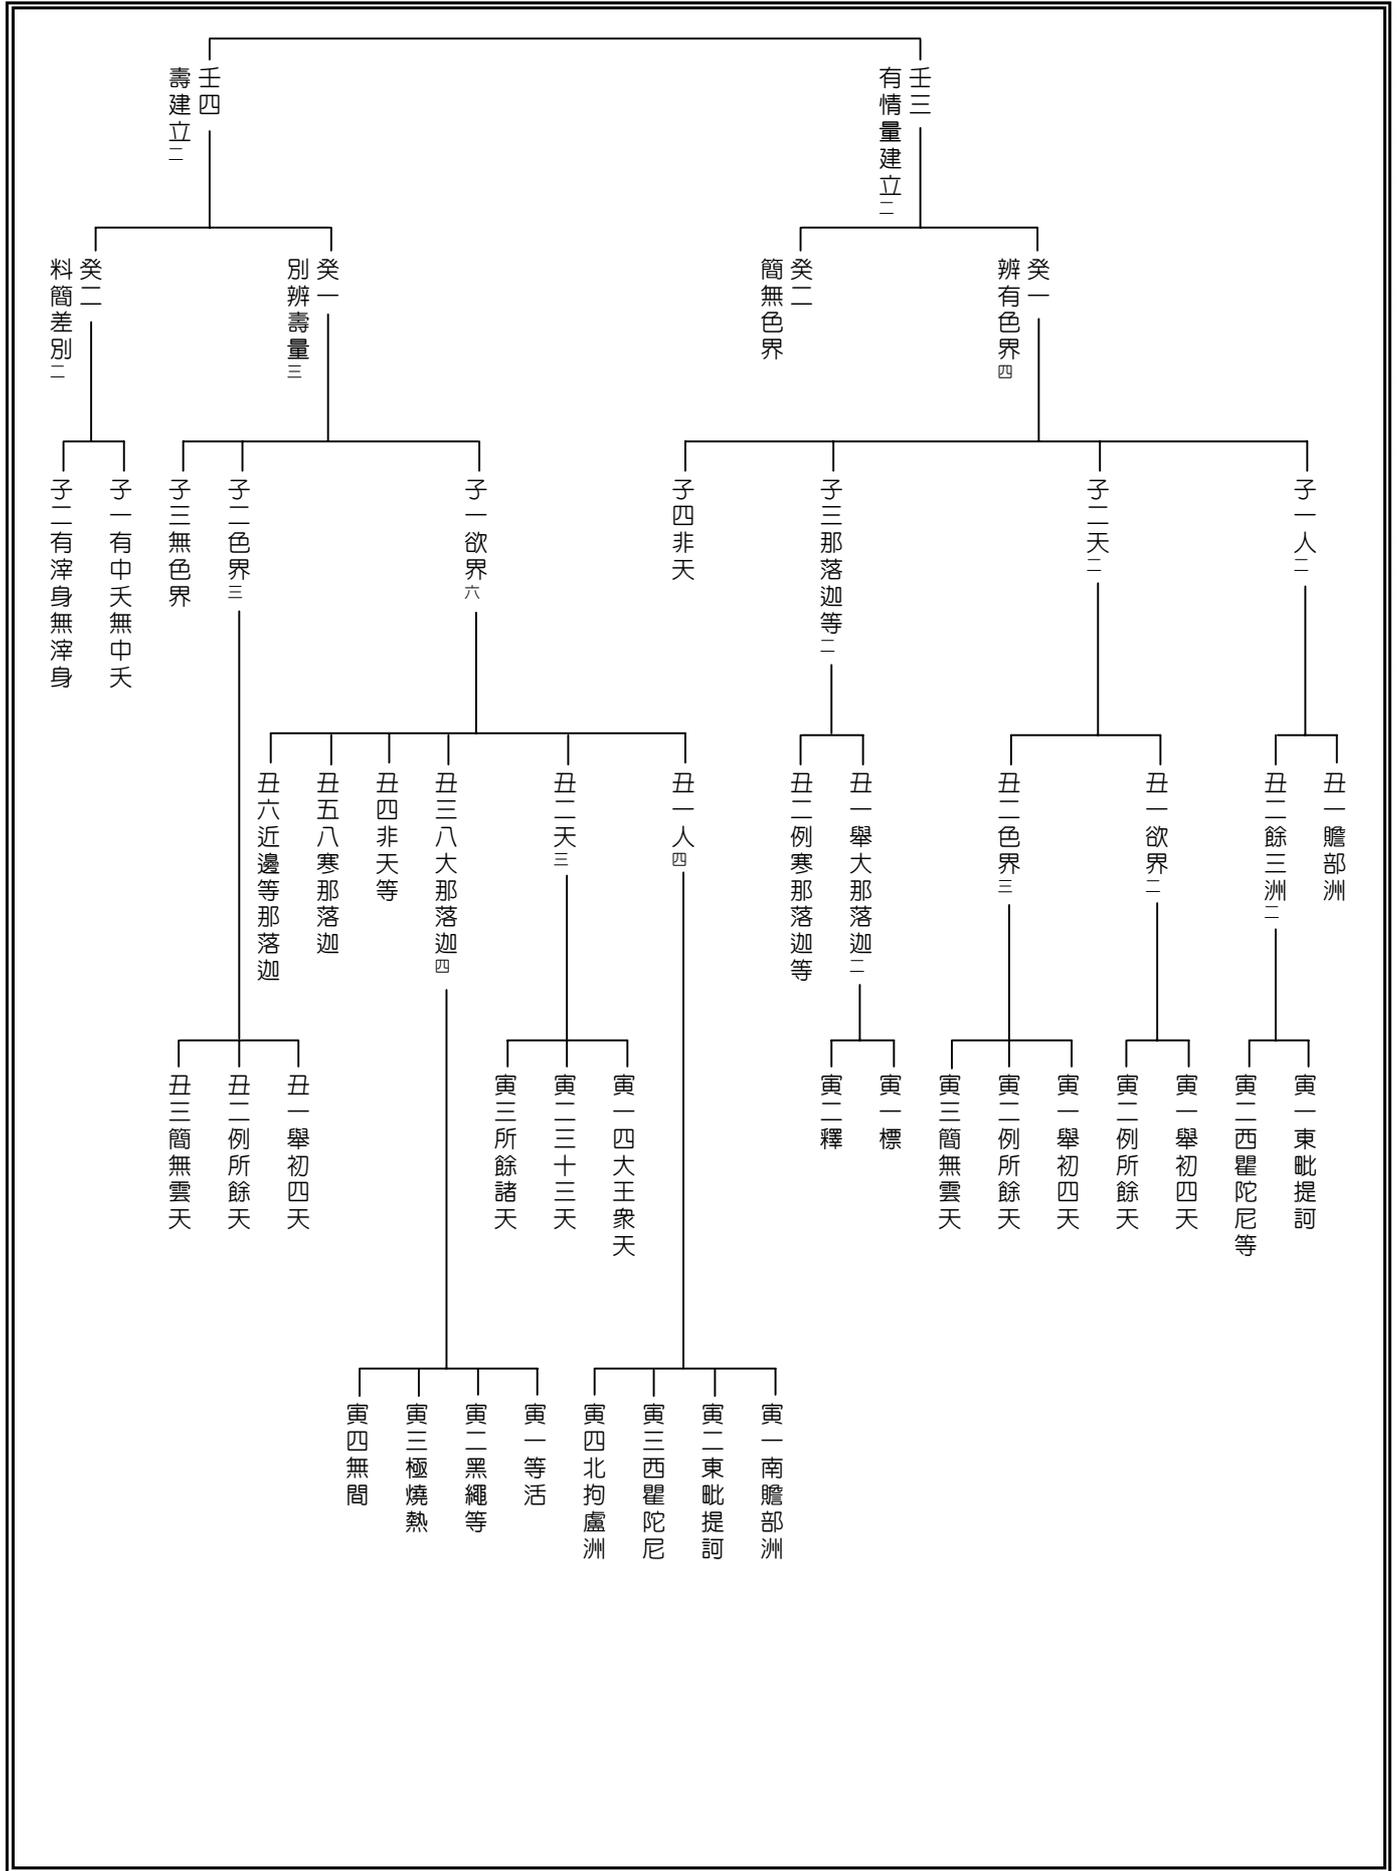 壬三
有情量建立二
癸一
辨有色界四
子一人二
丑一贍部洲
丑二餘三洲二
寅一東毗提訶
寅二西瞿陀尼等
子二天二
丑一欲界二
寅一舉初四天
寅二例所餘天
丑二色界三
寅一舉初四天
寅二例所餘天
寅三簡無雲天
子三那落迦等二
丑一舉大那落迦二
寅一標
寅二釋
丑二例寒那落迦等
子四非天
癸二
簡無色界
壬四
壽建立二
癸一
別辨壽量三
子一欲界六
丑一人四
寅一南贍部洲
寅二東毗提訶
寅三西瞿陀尼
寅四北拘盧洲
丑二天三
寅一四大王衆天
寅二三十三天
寅三所餘諸天
丑三八大那落迦四
寅一等活
寅二黑繩等
寅三極燒熱
寅四無間
丑四非天等
丑五八寒那落迦
丑六近邊等那落迦
子二色界三
丑一舉初四天
丑二例所餘天
丑三簡無雲天
子三無色界
癸二
料簡差別二
子一有中夭無中夭
子二有滓身無滓身